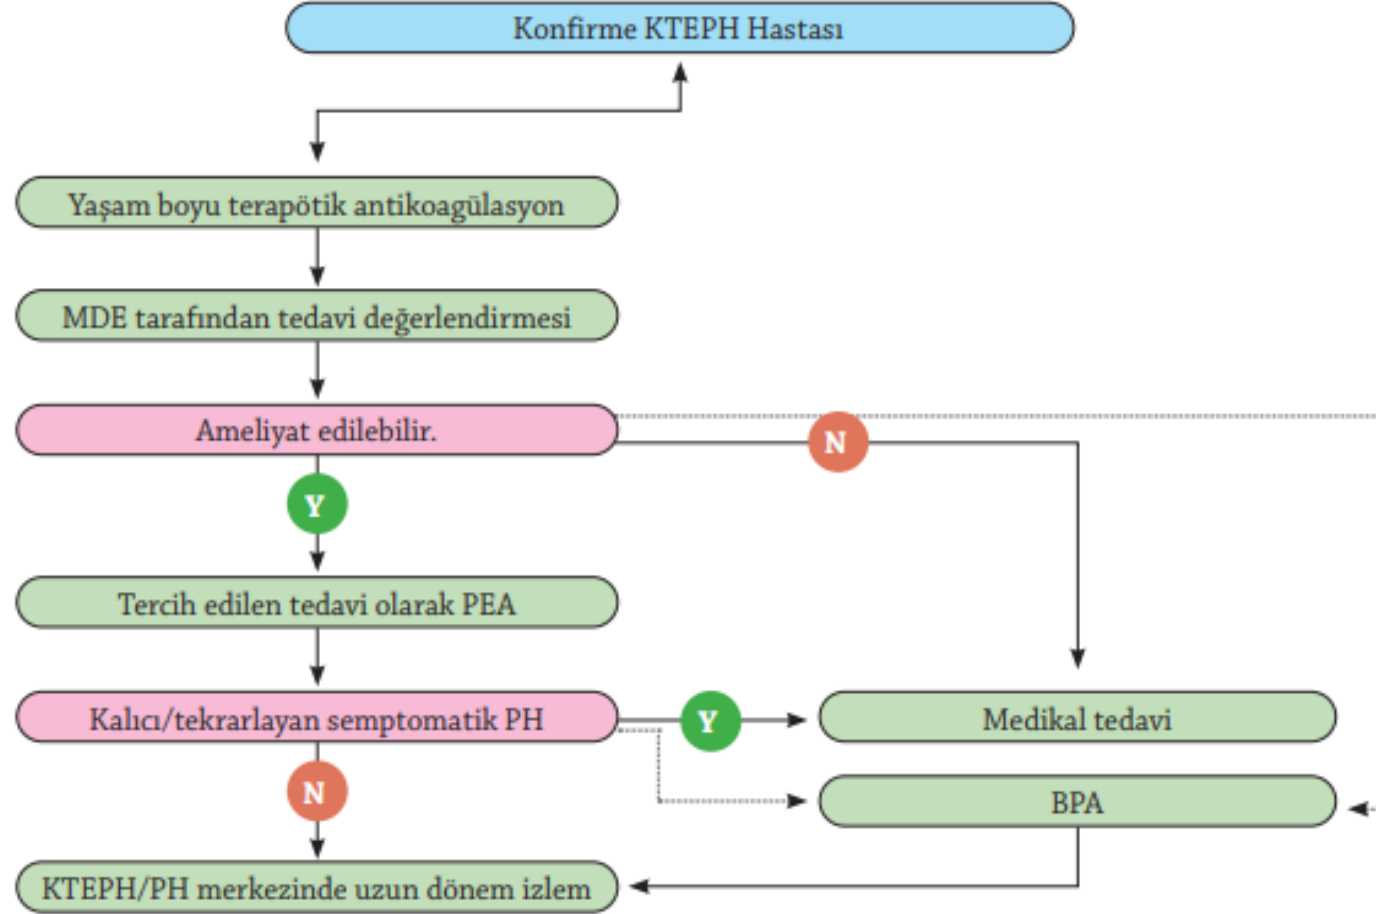 Konfirme KTEPH Hastası
Yaşam boyu terapötik antikoagülasyon
MDE tarafından tedavi değerlendirmesi
Ameliyat edilebilir.
N
Y
Tercih edilen tedavi olarak PEA
Kalıcı/tekrarlayan semptomatik PH
Y
Medikal tedavi
N
BPA
KTEPH/PH merkezinde uzun dönem izlem